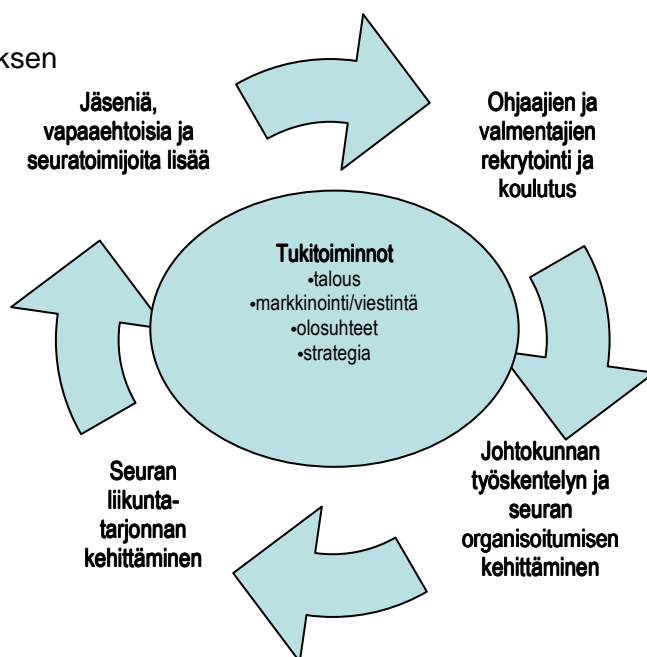 ksen
Jäseniä,
vapaaehtoisia ja
seuratoimijoita lisää
Ohjaajien ja
valmentajien
rekrytointi ja
koulutus
Tukitoiminnot
•talous
•markkinointi/viestintä
•olosuhteet
•strategia
Johtokunnan
työskentelyn ja
seuran
organisoitumisen
kehittäminen
Seuran
liikunta-
tarjonnan
kehittäminen